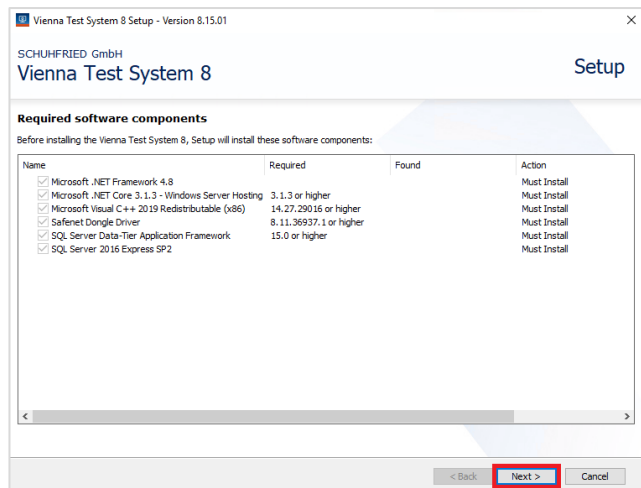 Vienna Test System 8 Setup - Version 8.15.01
SCHUHFRIED GmbH
Vienna Test System 8
Setup
Required software components
Before installing the Vienna Test System 8, Setup will install these software components:
Name Required Found Action
Microsoft .NET Framework 4.8 Must Install
Microsoft .NET Core 3.1.3 - Windows Server Hosting 3.1.3 or higher Must Install
Microsoft Visual C++ 2019 Redistributable (x86) 14.27.29016 or higher Must Install
Safenet Dongle Driver 8.11.36937.1 or higher Must Install
SQL Server Data-Tier Application Framework 15.0 or higher Must Install
SQL Server 2016 Express SP2 Must Install
< Back Next > Cancel